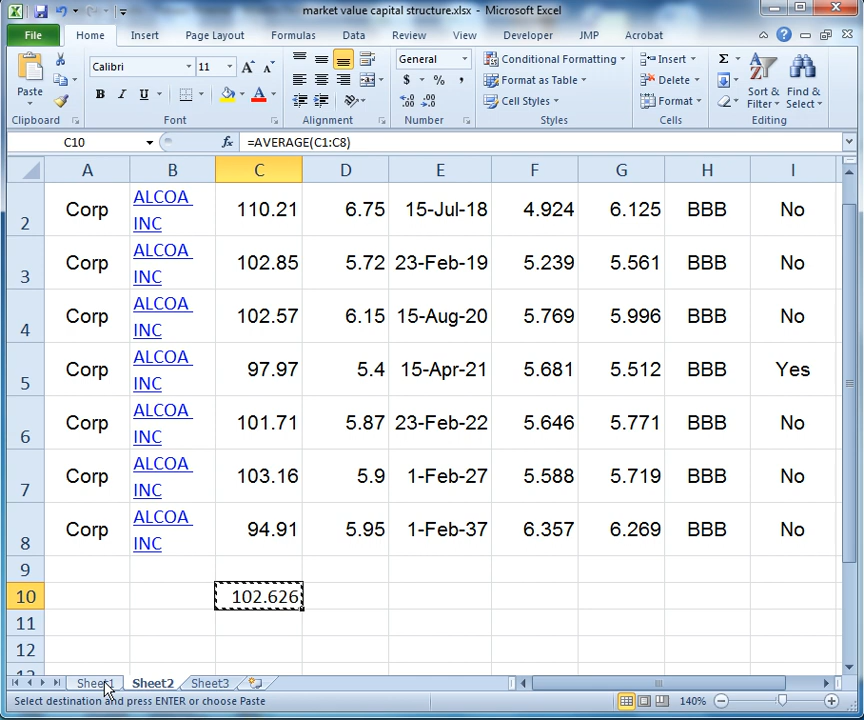 market value capital structure.xlsx - Microsoft Excel
File Home Insert Page Layout Formulas Data Review View Developer JMP Acrobat
Paste
Calibri 11
B I U A
General
$ % ,
Conditional Formatting
Format as Table
Cell Styles
Insert
Delete
Format
Σ
Sort & Filter
Find & Select
Clipboard Font Alignment Number Styles Cells Editing
C10 fx =AVERAGE(C1:C8)
A B C D E F G H I
2 Corp ALCOA INC 110.21 6.75 15-Jul-18 4.924 6.125 BBB No
3 Corp ALCOA INC 102.85 5.72 23-Feb-19 5.239 5.561 BBB No
4 Corp ALCOA INC 102.57 6.15 15-Aug-20 5.769 5.996 BBB No
5 Corp ALCOA INC 97.97 5.4 15-Apr-21 5.681 5.512 BBB Yes
6 Corp ALCOA INC 101.71 5.87 23-Feb-22 5.646 5.771 BBB No
7 Corp ALCOA INC 103.16 5.9 1-Feb-27 5.588 5.719 BBB No
8 Corp ALCOA INC 94.91 5.95 1-Feb-37 6.357 6.269 BBB No
9
10 102.626
11
12
Sheet1 Sheet2 Sheet3
Select destination and press ENTER or choose Paste 140%